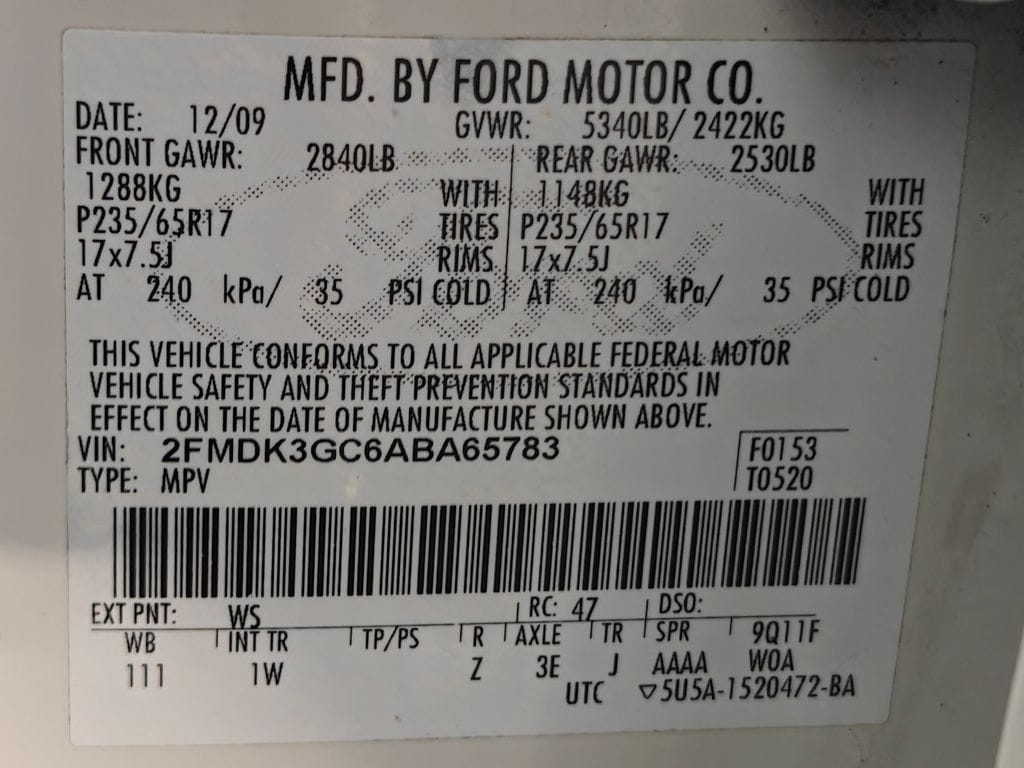 MFD. BY FORD MOTOR CO.
DATE: 12/09 GVWR: 5340LB/ 2422KG
FRONT GAWR: 2840LB REAR GAWR: 2530LB
1288KG WITH 1148KG WITH
P235/65R17 TIRES P235/65R17 TIRES
17x7.5J RIMS 17x7.5J RIMS
AT 240 kPa/ 35 PSI COLD AT 240 kPa/ 35 PSI COLD
THIS VEHICLE CONFORMS TO ALL APPLICABLE FEDERAL MOTOR
VEHICLE SAFETY AND THEFT PREVENTION STANDARDS IN
EFFECT ON THE DATE OF MANUFACTURE SHOWN ABOVE.
VIN: 2FMDK3GC6ABA65783 F0153
TYPE: MPV T0520
EXT PNT: WS RC: 47 DSO:
WB INT TR TP/PS R AXLE TR SPR 9Q11F
111 1W Z 3E J AAAA WOA
UTC ▽5U5A-1520472-BA